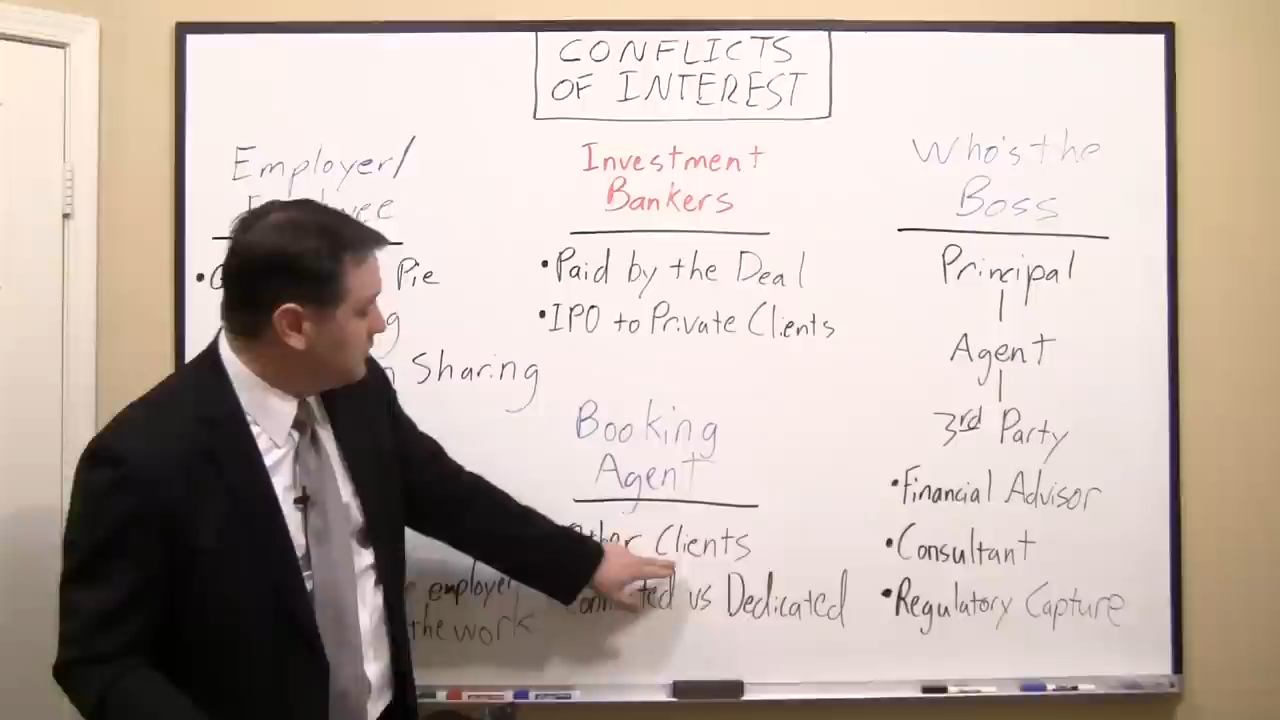 CONFLICTS
OF INTEREST
Employer/
• Pie
Sharing
employer
the work
Investment
Bankers
• Paid by the Deal
• IPO to Private Clients
Booking
Agent
Other Clients
vs Dedicated
Who's the
Boss
Principal
Agent
3rd Party
• Financial Advisor
• Consultant
• Regulatory Capture